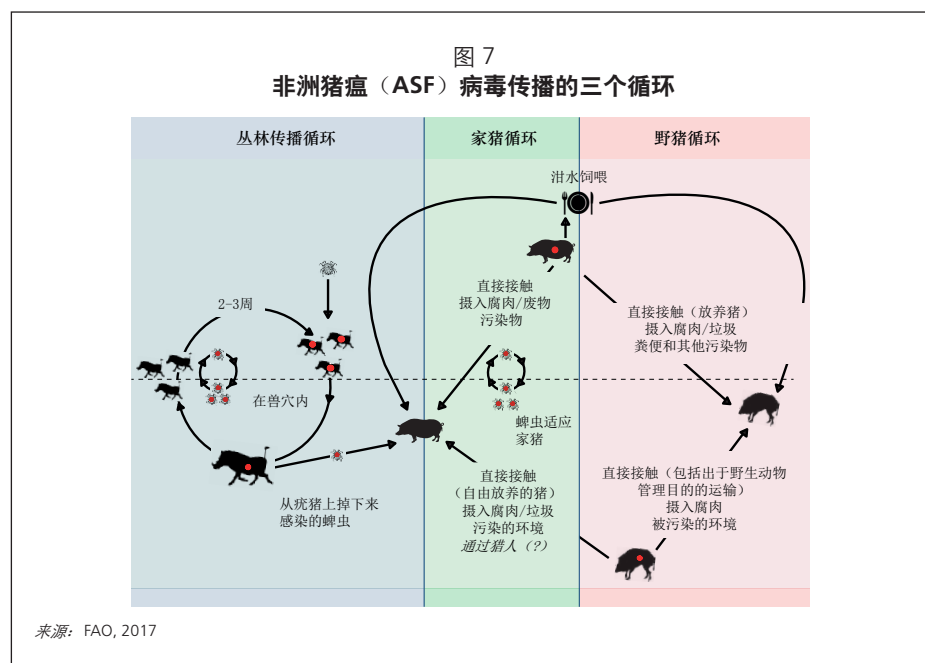 图 7
非洲猪瘟（ASF）病毒传播的三个循环
丛林传播循环
家猪循环
野猪循环
泔水饲喂
2–3周
在兽穴内
从疣猪上掉下来
感染的蜱虫
直接接触
摄入腐肉/废物
污染物
蜱虫适应
家猪
直接接触
（自由放养的猪）
摄入腐肉/垃圾
污染的环境
通过猎人（?）
直接接触（放养猪）
摄入腐肉/垃圾
粪便和其他污染物
直接接触（包括出于野生动物
管理目的的运输）
摄入腐肉
被污染的环境
来源：FAO, 2017